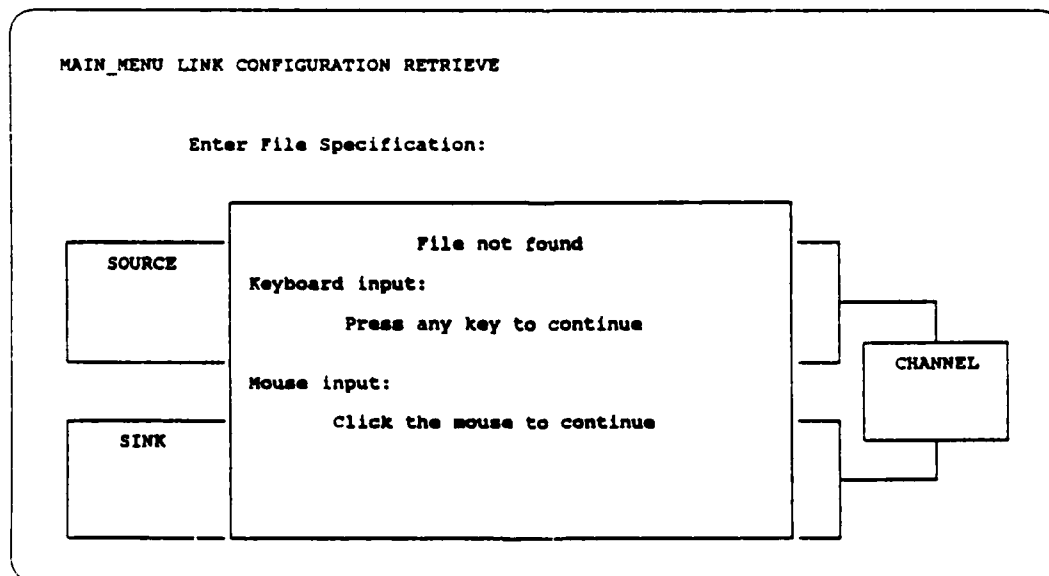 MAIN_MENU LINK CONFIGURATION RETRIEVE
Enter File Specification:
File not found
SOURCE
Keyboard input:
Press any key to continue
CHANNEL
Mouse input:
Click the mouse to continue
SINK